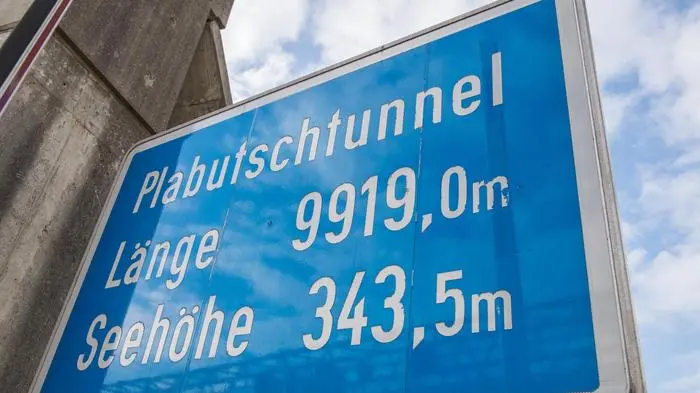 Plabutschtunnel
Länge 9919,0m
Seehöhe 343,5m